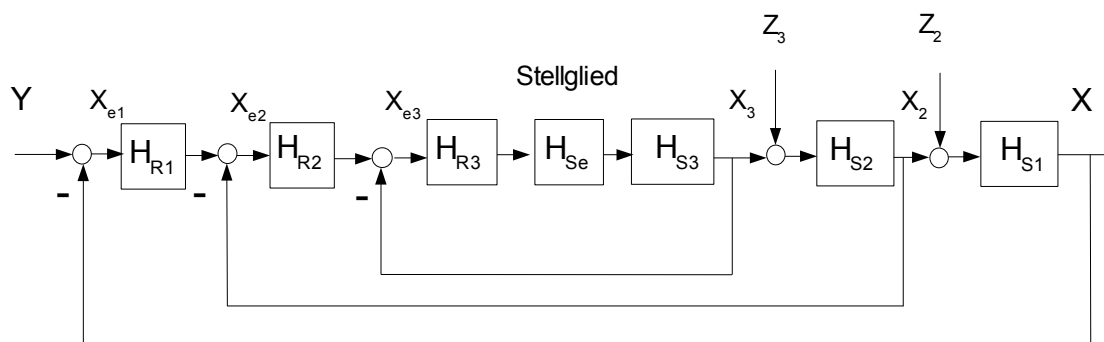 Z3 Z2
Stellglied
Y Xe1 Xe2 Xe3 X3 X2 X
HR1 HR2 HR3 HSe HS3 HS2 HS1
- - -